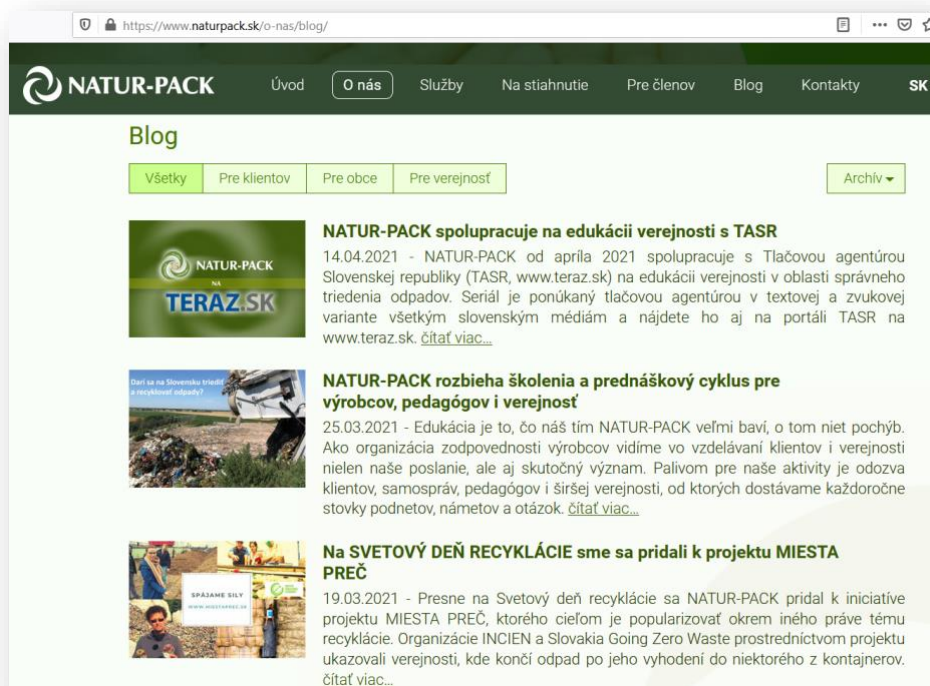 https://www.naturpack.sk/o-nas/blog/
NATUR-PACK
Úvod
O nás
Služby
Na stiahnutie
Pre členov
Blog
Kontakty
SK
Blog
Všetky
Pre klientov
Pre obce
Pre verejnosť
Archív
NATUR-PACK
NA
TERAZ.SK
NATUR-PACK spolupracuje na edukácii verejnosti s TASR
14.04.2021 - NATUR-PACK od apríla 2021 spolupracuje s Tlačovou agentúrou
Slovenskej republiky (TASR, www.teraz.sk) na edukácii verejnosti v oblasti správneho
triedenia odpadov. Seriál je ponúkaný tlačovou agentúrou v textovej a zvukovej
variante všetkým slovenským médiám a nájdete ho aj na portáli TASR na
www.teraz.sk. čítať viac...
Darí sa na Slovensku triediť
a recyklovať odpady?
NATUR-PACK rozbieha školenia a prednáškový cyklus pre
výrobcov, pedagógov i verejnosť
25.03.2021 - Edukácia je to, čo náš tím NATUR-PACK veľmi baví, o tom niet pochýb.
Ako organizácia zodpovednosti výrobcov vidíme vo vzdelávaní klientov i verejnosti
nielen naše poslanie, ale aj skutočný význam. Palivom pre naše aktivity je odozva
klientov, samospráv, pedagógov i širšej verejnosti, od ktorých dostávame každoročne
stovky podnetov, námetov a otázok. čítať viac...
SPÁJAME SILY
WWW.MIESTAPREC.SK
Na SVETOVÝ DEŇ RECYKLÁCIE sme sa pridali k projektu MIESTA
PREČ
19.03.2021 - Presne na Svetový deň recyklácie sa NATUR-PACK pridal k iniciatíve
projektu MIESTA PREČ, ktorého cieľom je popularizovať okrem iného práve tému
recyklácie. Organizácie INCIEN a Slovakia Going Zero Waste prostredníctvom projektu
ukazovali verejnosti, kde končí odpad po jeho vyhodení do niektorého z kontajnerov.
čítať viac...